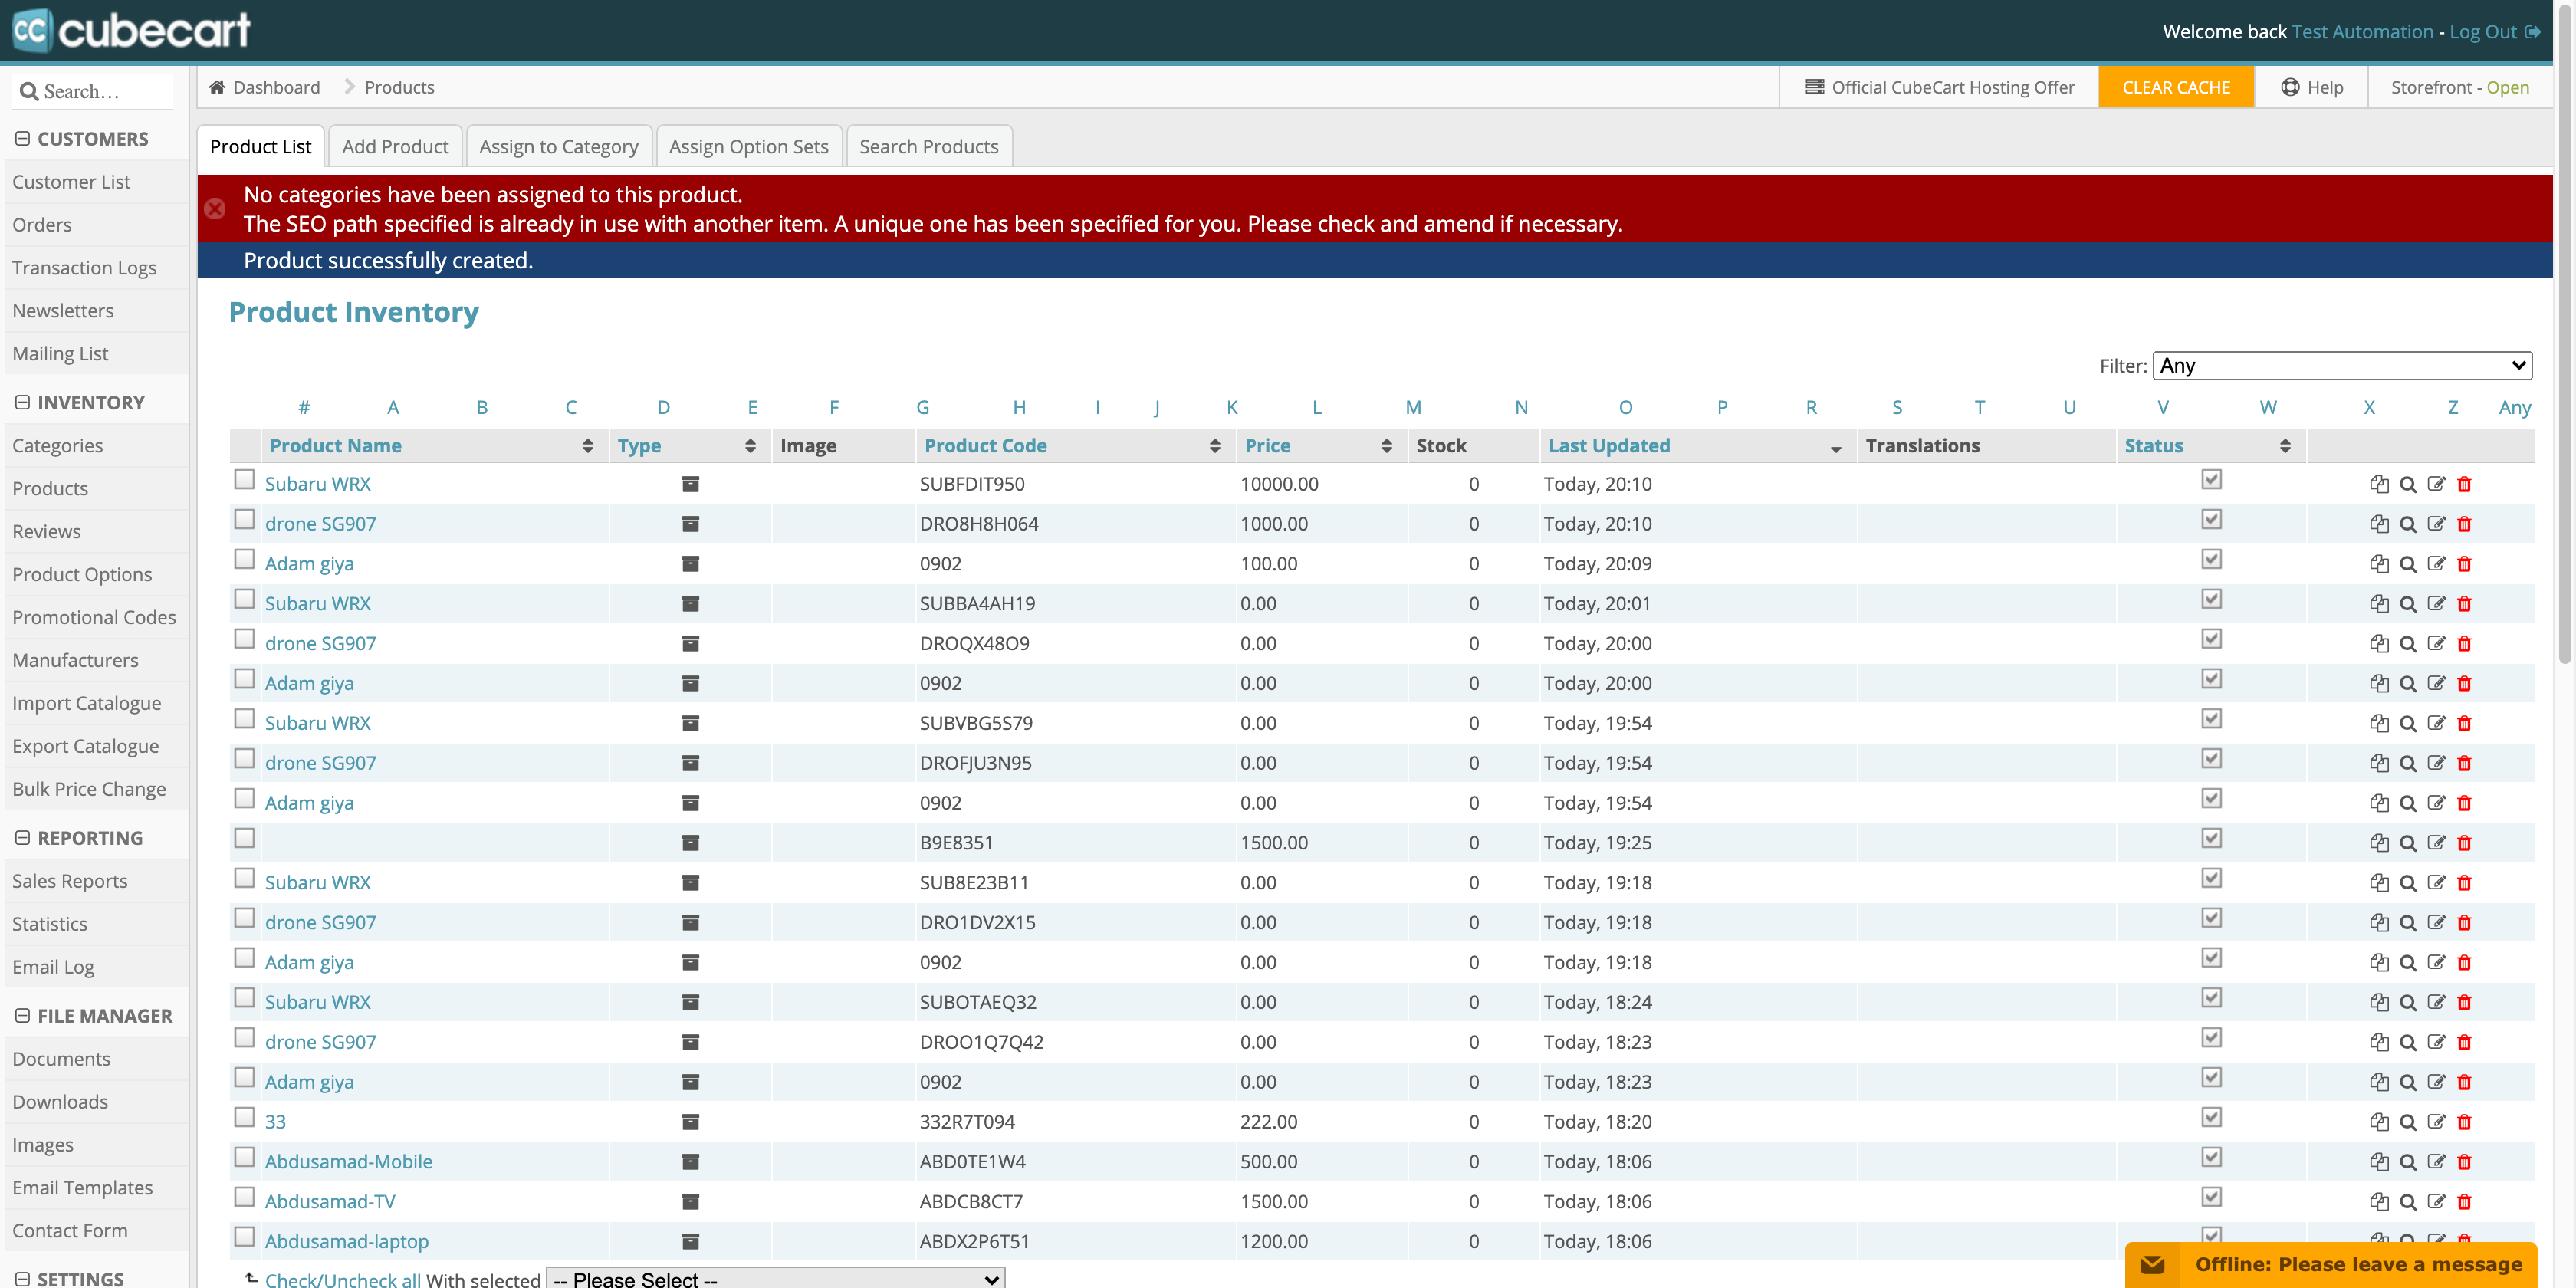 cc cubecart
Welcome back Test Automation - Log Out
Search...
Dashboard Products
Official CubeCart Hosting Offer
CLEAR CACHE
Help
Storefront - Open
CUSTOMERS
Customer List
Orders
Transaction Logs
Newsletters
Mailing List
INVENTORY
Categories
Products
Reviews
Product Options
Promotional Codes
Manufacturers
Import Catalogue
Export Catalogue
Bulk Price Change
REPORTING
Sales Reports
Statistics
Email Log
FILE MANAGER
Documents
Downloads
Images
Email Templates
Contact Form
SETTINGS
Product List Add Product Assign to Category Assign Option Sets Search Products
No categories have been assigned to this product.
The SEO path specified is already in use with another item. A unique one has been specified for you. Please check and amend if necessary.
Product successfully created.
Product Inventory
Filter: Any
# A B C D E F G H I J K L M N O P R S T U V W X Z Any
Product Name Type Image Product Code Price Stock Last Updated Translations Status
Subaru WRX SUBFDIT950 10000.00 0 Today, 20:10
drone SG907 DRO8H8H064 1000.00 0 Today, 20:10
Adam giya 0902 100.00 0 Today, 20:09
Subaru WRX SUBBA4AH19 0.00 0 Today, 20:01
drone SG907 DROQX48O9 0.00 0 Today, 20:00
Adam giya 0902 0.00 0 Today, 20:00
Subaru WRX SUBVBG5S79 0.00 0 Today, 19:54
drone SG907 DROFJU3N95 0.00 0 Today, 19:54
Adam giya 0902 0.00 0 Today, 19:54
B9E8351 1500.00 0 Today, 19:25
Subaru WRX SUB8E23B11 0.00 0 Today, 19:18
drone SG907 DRO1DV2X15 0.00 0 Today, 19:18
Adam giya 0902 0.00 0 Today, 19:18
Subaru WRX SUBOTAEQ32 0.00 0 Today, 18:24
drone SG907 DROO1Q7Q42 0.00 0 Today, 18:23
Adam giya 0902 0.00 0 Today, 18:23
33 332R7T094 222.00 0 Today, 18:20
Abdusamad-Mobile ABD0TE1W4 500.00 0 Today, 18:06
Abdusamad-TV ABDCB8CT7 1500.00 0 Today, 18:06
Abdusamad-laptop ABDX2P6T51 1200.00 0 Today, 18:06
Check/Uncheck all With selected -- Please Select --
Offline: Please leave a message